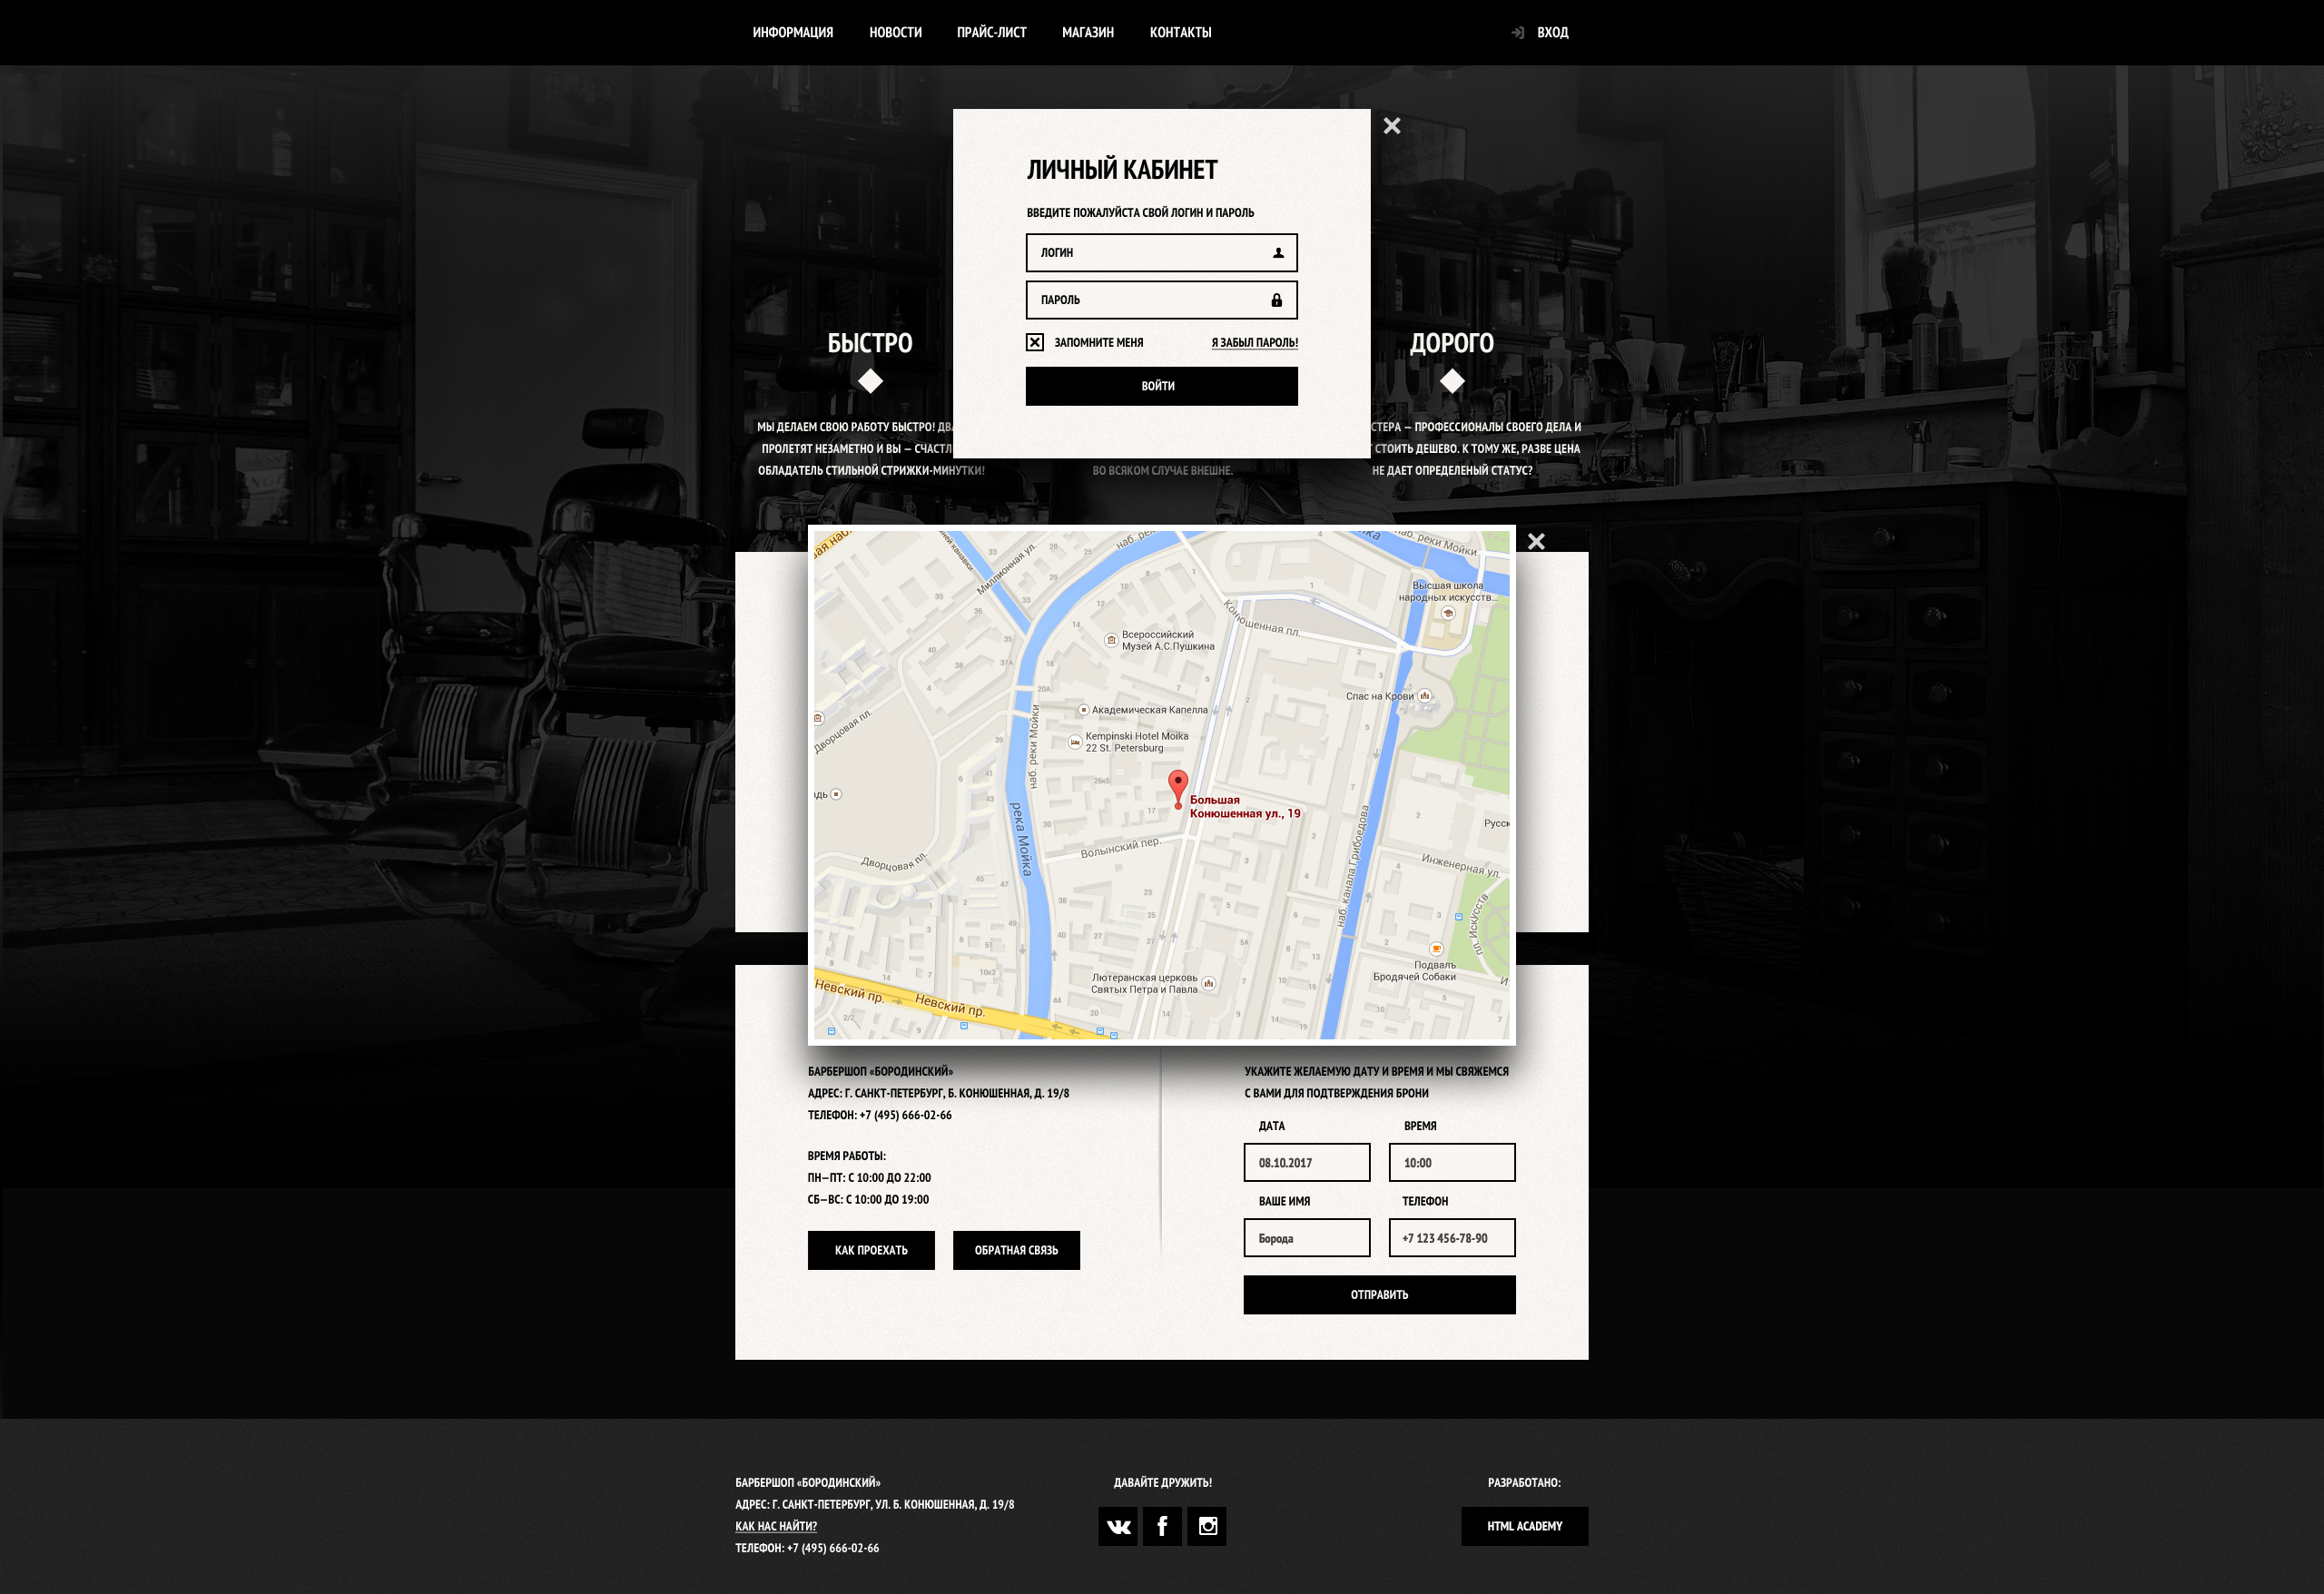 ИНФОРМАЦИЯ НОВОСТИ ПРАЙС-ЛИСТ МАГАЗИН КОНТАКТЫ ВХОД
ЛИЧНЫЙ КАБИНЕТ
ВВЕДИТЕ ПОЖАЛУЙСТА СВОЙ ЛОГИН И ПАРОЛЬ
ЛОГИН
ПАРОЛЬ
ЗАПОМНИТЕ МЕНЯ Я ЗАБЫЛ ПАРОЛЬ!
ВОЙТИ
БЫСТРО
МЫ ДЕЛАЕМ СВОЮ РАБОТУ БЫСТРО!
ПРОЛЕТЯТ НЕЗАМЕТНО И ВЫ —
ОБЛАДАТЕЛЬ СТИЛЬНОЙ СТРИЖКИ-МИНУТКИ!
ВО ВСЯКОМ СЛУЧАЕ ВНЕШНЕ.
ДОРОГО
— ПРОФЕССИОНАЛЫ СВОЕГО ДЕЛА И
СТОИТЬ ДЕШЕВО. К ТОМУ ЖЕ, РАЗВЕ ЦЕНА
НЕ ДАЕТ ОПРЕДЕЛЕНЫЙ СТАТУС?
Миллионная ул.
наб. реки Мойки
Высшая школа
народных искусств...
Конюшенная пл.
Всероссийский
Музей А.С.Пушкина
Спас на Крови
Академическая Капелла
Дворцовая пл.
Kempinski Hotel Moika
22 St. Petersburg
наб. реки Мойки
Большая
Конюшенная ул., 19
река Мойка
Волынский пер.
Дворцовая пл.
наб. канала Грибоедова
Инженерная ул.
пл. Искусств
Подвалъ
Бродячей Собаки
Лютеранская церковь
Святых Петра и Павла
Невский пр. Невский пр.
БАРБЕРШОП «БОРОДИНСКИЙ»
АДРЕС: Г. САНКТ-ПЕТЕРБУРГ, Б. КОНЮШЕННАЯ, Д. 19/8
ТЕЛЕФОН: +7 (495) 666-02-66
ВРЕМЯ РАБОТЫ:
ПН—ПТ: С 10:00 ДО 22:00
СБ—ВС: С 10:00 ДО 19:00
КАК ПРОЕХАТЬ ОБРАТНАЯ СВЯЗЬ
УКАЖИТЕ ЖЕЛАЕМУЮ ДАТУ И ВРЕМЯ И МЫ СВЯЖЕМСЯ
С ВАМИ ДЛЯ ПОДТВЕРЖДЕНИЯ БРОНИ
ДАТА ВРЕМЯ
08.10.2017 10:00
ВАШЕ ИМЯ ТЕЛЕФОН
Борода +7 123 456-78-90
ОТПРАВИТЬ
БАРБЕРШОП «БОРОДИНСКИЙ»
АДРЕС: Г. САНКТ-ПЕТЕРБУРГ, УЛ. Б. КОНЮШЕННАЯ, Д. 19/8
КАК НАС НАЙТИ?
ТЕЛЕФОН: +7 (495) 666-02-66
ДАВАЙТЕ ДРУЖИТЬ!
РАЗРАБОТАНО:
HTML ACADEMY